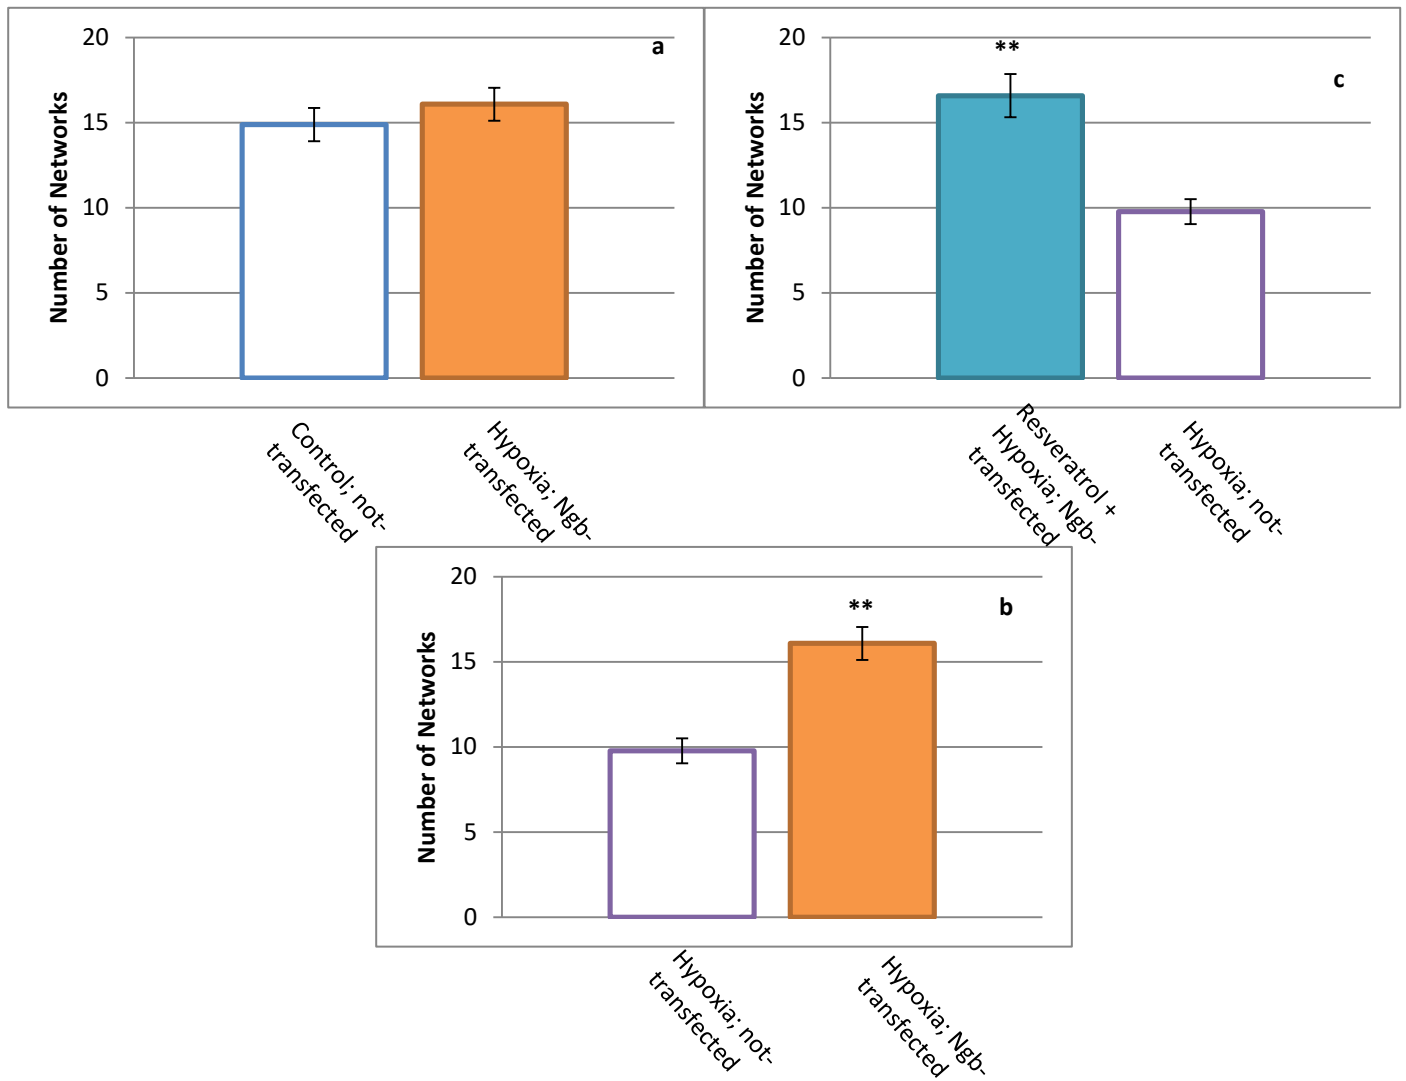 20
15
10
5
0
Number of Networks
a
Control; not-
transfected
Hypoxia; Ngb-
transfected
20
15
10
5
0
Number of Networks
**
c
Resveratrol +
Hypoxia; Ngb-
transfected
Hypoxia; not-
transfected
20
15
10
5
0
Number of Networks
**
b
Hypoxia; not-
transfected
Hypoxia; Ngb-
transfected